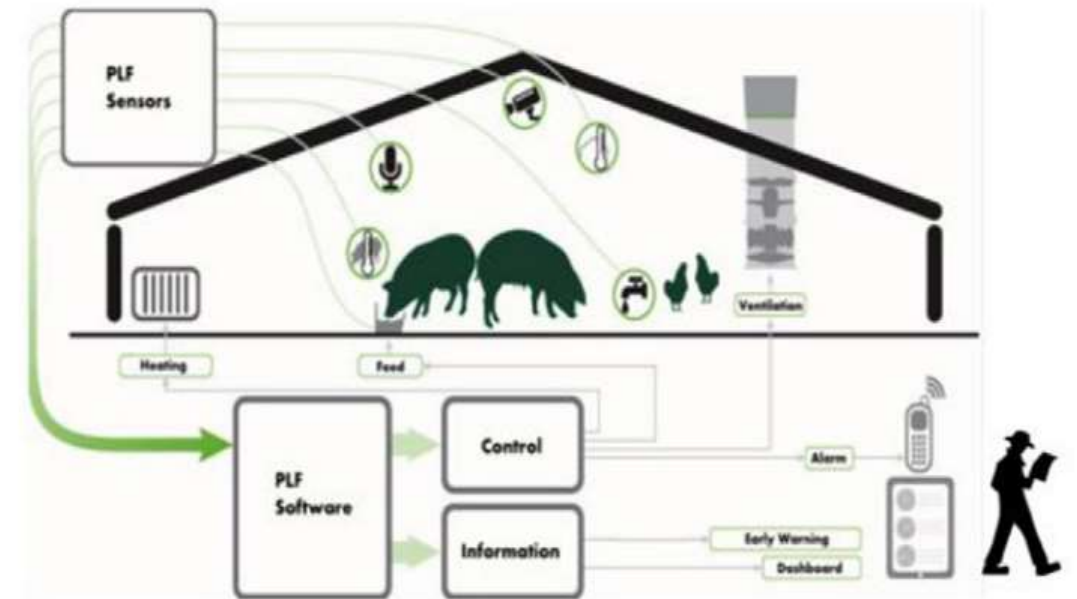 PLF
Sensors
Ventilation
Heating
Feed
Control
Alarm
PLF
Software
Information
Early Warning
Dashboard